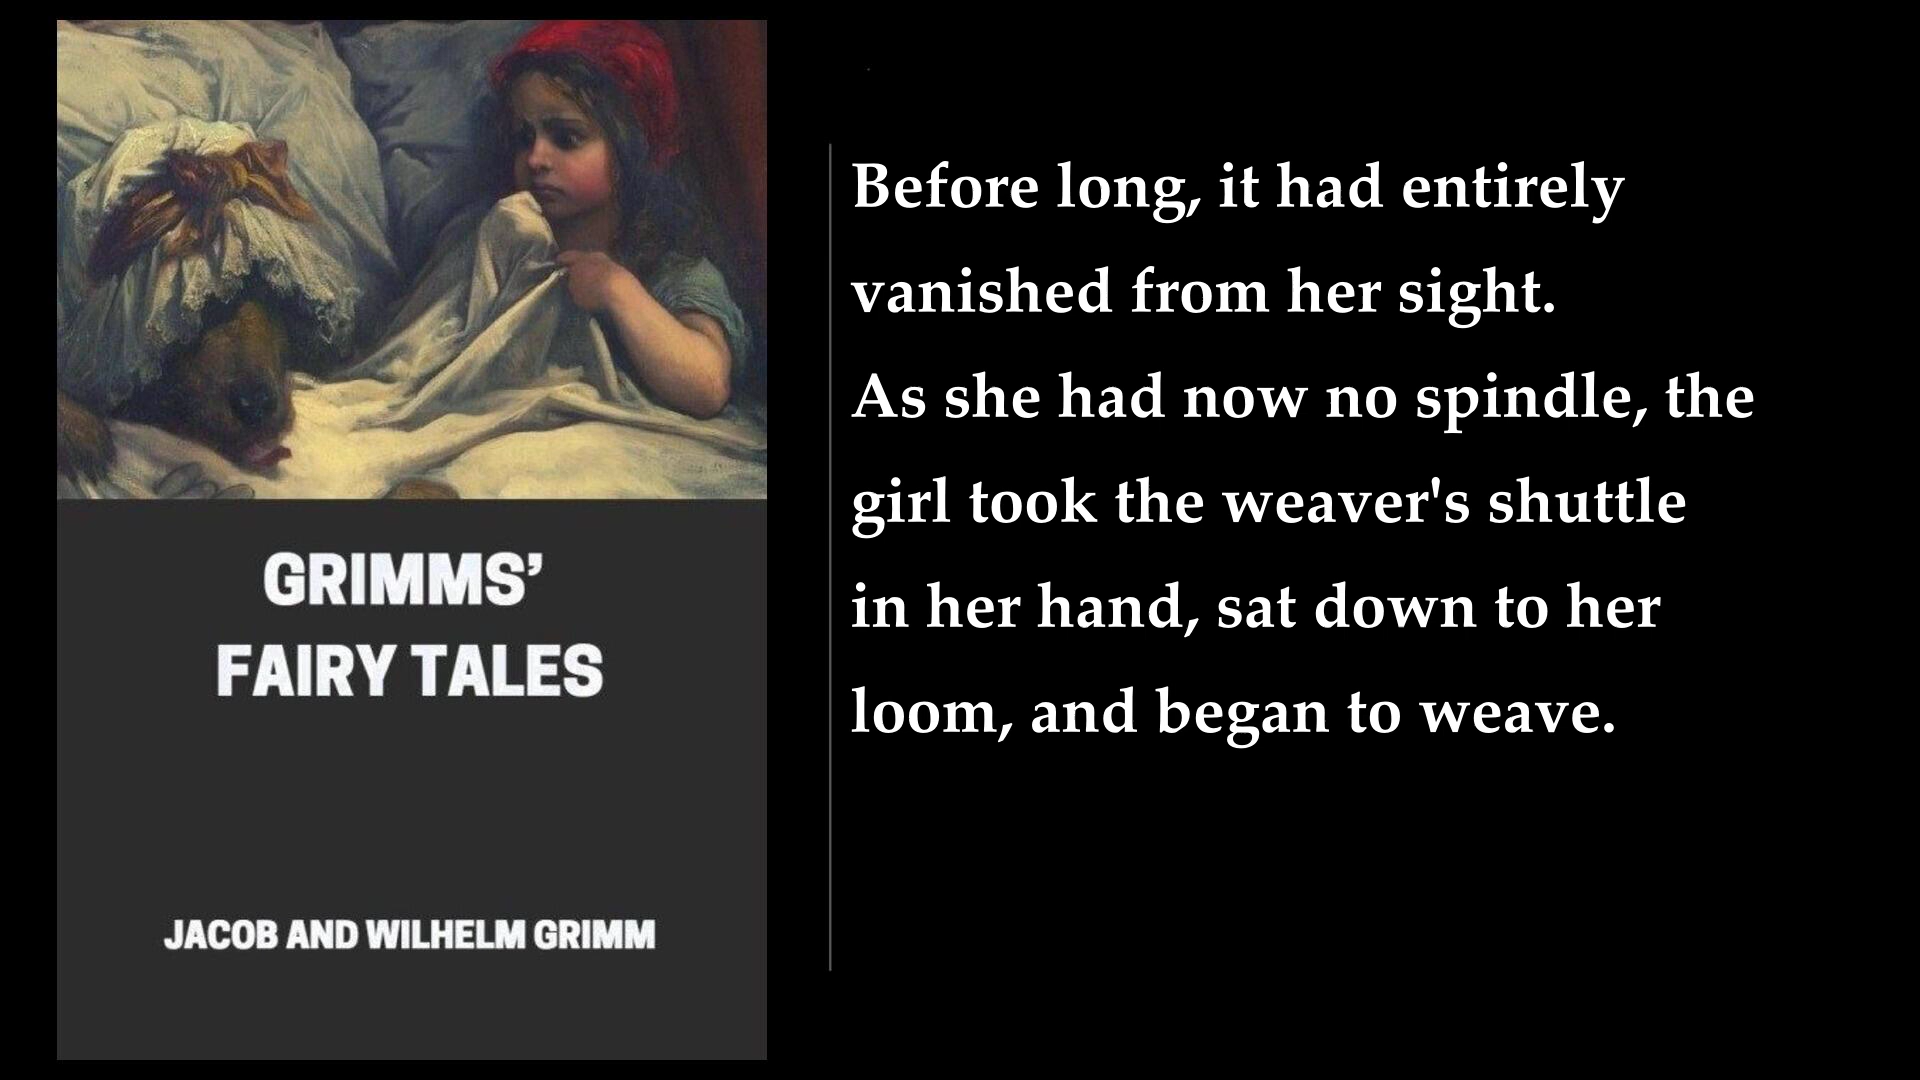 GRIMMS’
FAIRY TALES
JACOB AND WILHELM GRIMM
Before long, it had entirely
vanished from her sight.
As she had now no spindle, the
girl took the weaver's shuttle
in her hand, sat down to her
loom, and began to weave.